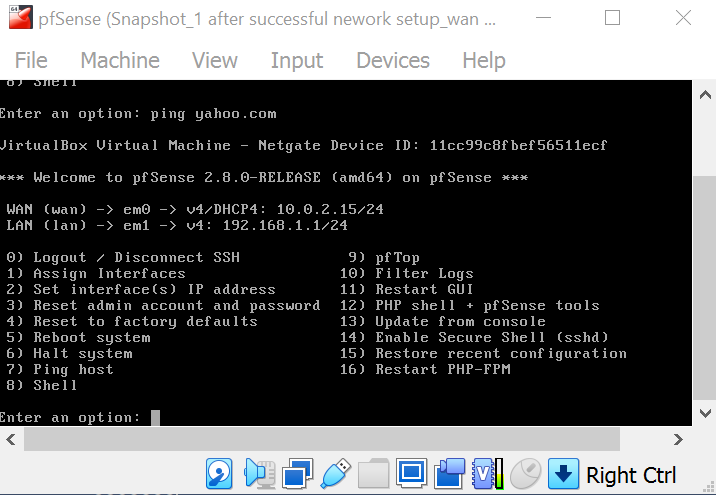 64
pfSense (Snapshot_1 after successful nework setup_wan ...
File Machine View Input Devices Help
8) Shell
Enter an option: ping yahoo.com
VirtualBox Virtual Machine - Netgate Device ID: 11cc99c8fbef56511ecf
*** Welcome to pfSense 2.8.0-RELEASE (amd64) on pfSense ***
WAN (wan) -> em0 -> v4/DHCP4: 10.0.2.15/24
LAN (lan) -> em1 -> v4: 192.168.1.1/24
0) Logout / Disconnect SSH 9) pfTop
1) Assign Interfaces 10) Filter Logs
2) Set interface(s) IP address 11) Restart GUI
3) Reset admin account and password 12) PHP shell + pfSense tools
4) Reset to factory defaults 13) Update from console
5) Reboot system 14) Enable Secure Shell (sshd)
6) Halt system 15) Restore recent configuration
7) Ping host 16) Restart PHP-FPM
8) Shell
Enter an option:
Right Ctrl